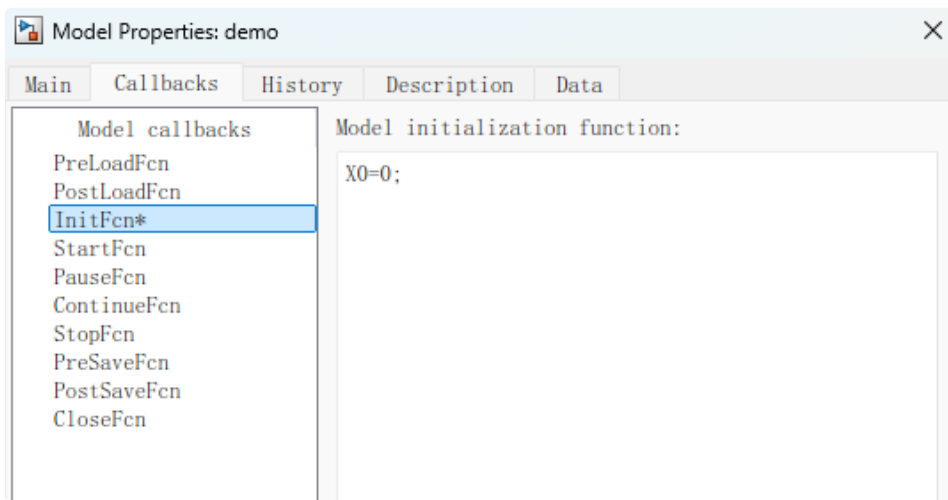 Model Properties: demo
Main Callbacks History Description Data
Model callbacks
PreLoadFcn
PostLoadFcn
InitFcn*
StartFcn
PauseFcn
ContinueFcn
StopFcn
PreSaveFcn
PostSaveFcn
CloseFcn
Model initialization function:
X0=0;